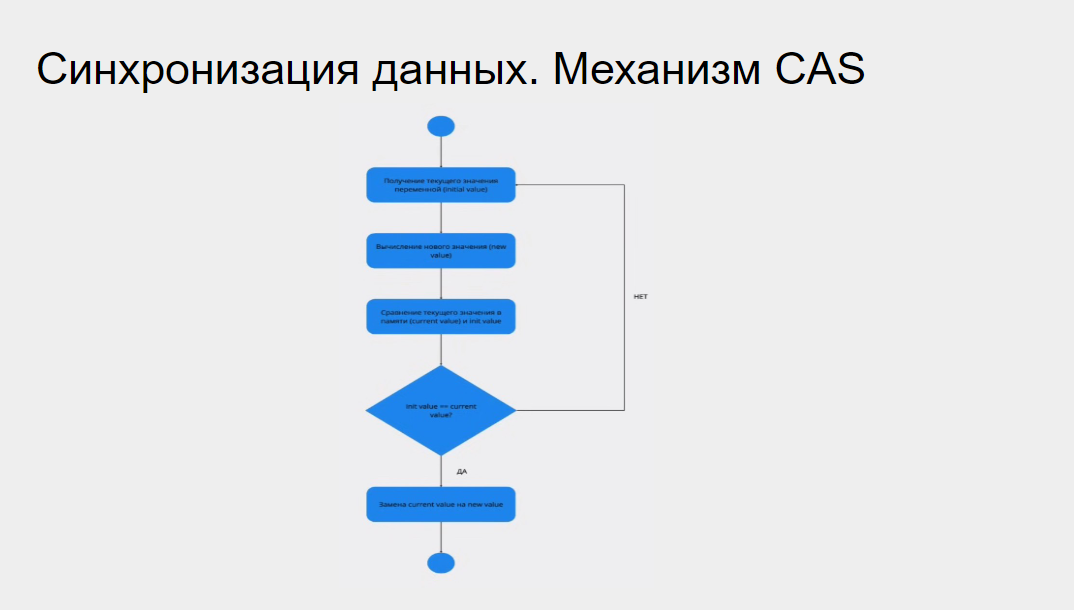 Синхронизация данных. Механизм CAS
Получение текущего значения
переменной (initial value)
Вычисление нового значения (new
value)
Сравнение текущего значения в
памяти (current value) и init value
НЕТ
init value == current
value?
ДА
Замена current value на new value